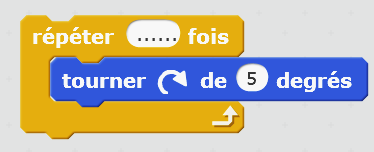 répéter ...... fois
tourner de 5 degrés